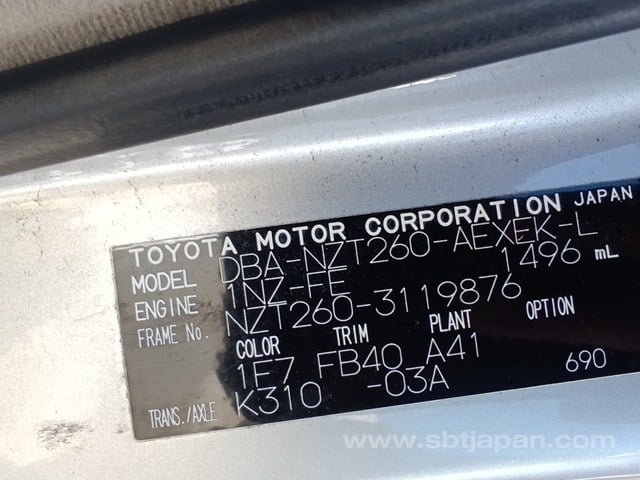 TOYOTA MOTOR CORPORATION JAPAN
MODEL DBA-NZT260-AEXEK-L
ENGINE 1NZ-FE 1496 mL
FRAME No. NZT260-3119876
COLOR TRIM PLANT OPTION
1F7 FB40 A41
TRANS./AXLE K310 -03A 690
www.sbtjapan.com